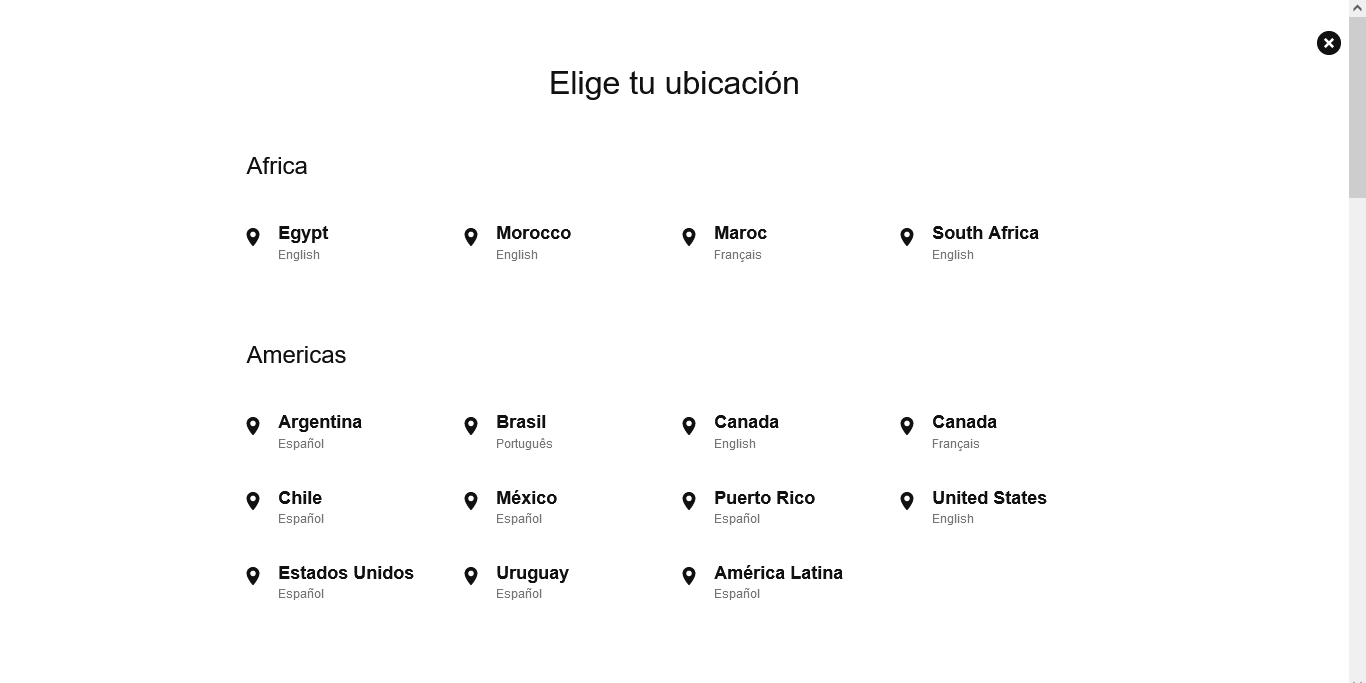 Elige tu ubicación
Africa
Egypt
English
Morocco
English
Maroc
Français
South Africa
English
Americas
Argentina
Español
Brasil
Português
Canada
English
Canada
Français
Chile
Español
México
Español
Puerto Rico
Español
United States
English
Estados Unidos
Español
Uruguay
Español
América Latina
Español